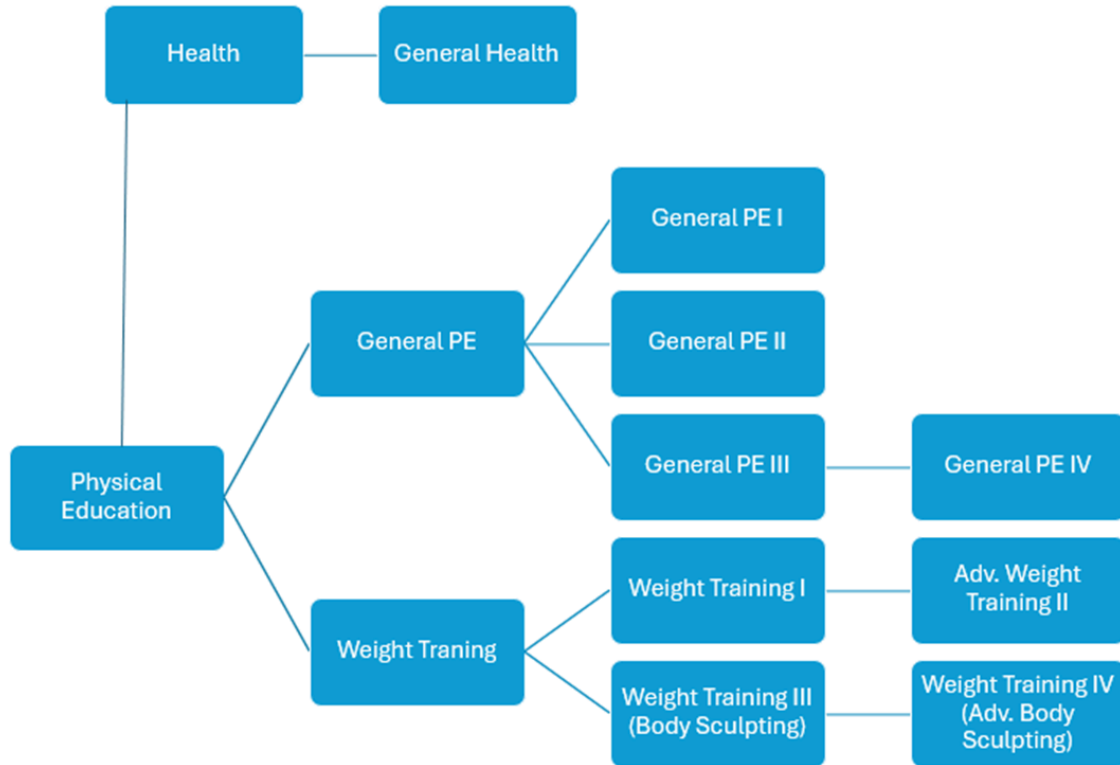 Health
General Health
General PE I
General PE
General PE II
General PE III
General PE IV
Physical
Education
Weight Training I
Adv. Weight
Training II
Weight Traning
Weight Training III
(Body Sculpting)
Weight Training IV
(Adv. Body
Sculpting)